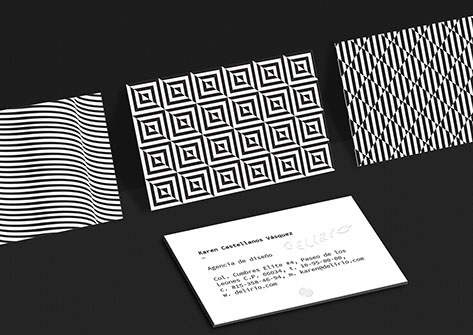 Karen Castellanos Vásquez
—
Agencia de diseño
DELIRIO
Col. Cumbres Elite #4, Paseo de los
Leones C.P. 66034, t. 10-95-80-00,
c. 815-358-46-94, m. karen@delirio.com
w. delirio.com